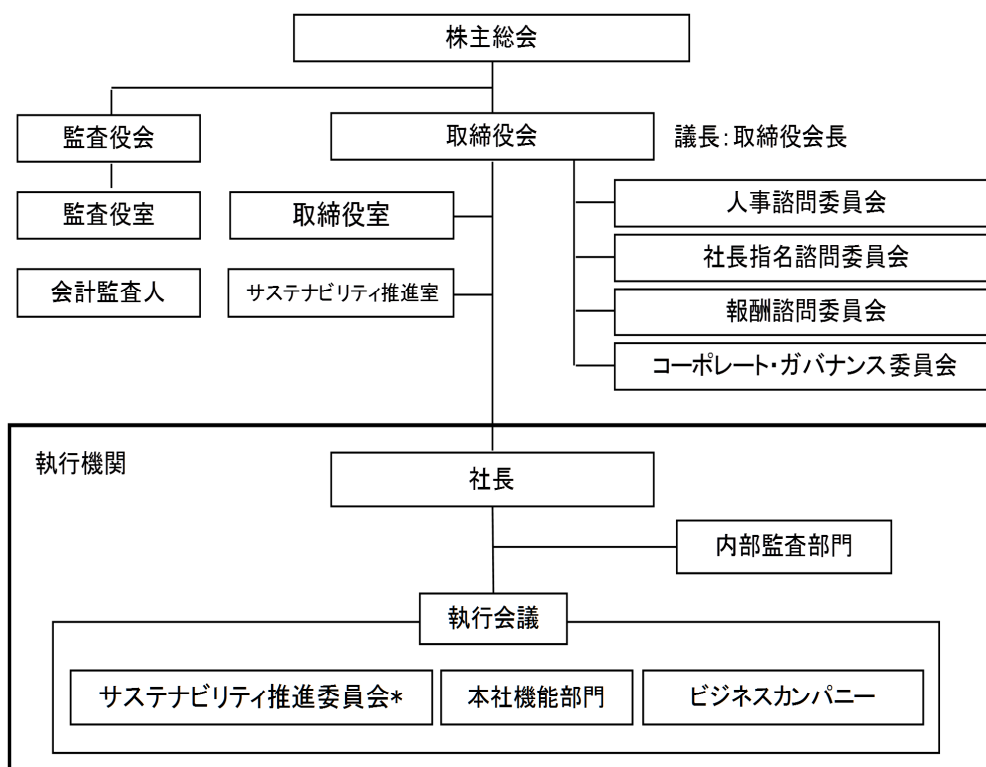 株主総会
監査役会
取締役会
議長：取締役会長
監査役室
取締役室
人事諮問委員会
社長指名諮問委員会
会計監査人
サステナビリティ推進室
報酬諮問委員会
コーポレート・ガバナンス委員会
執行機関
社長
内部監査部門
執行会議
サステナビリティ推進委員会*
本社機能部門
ビジネスカンパニー